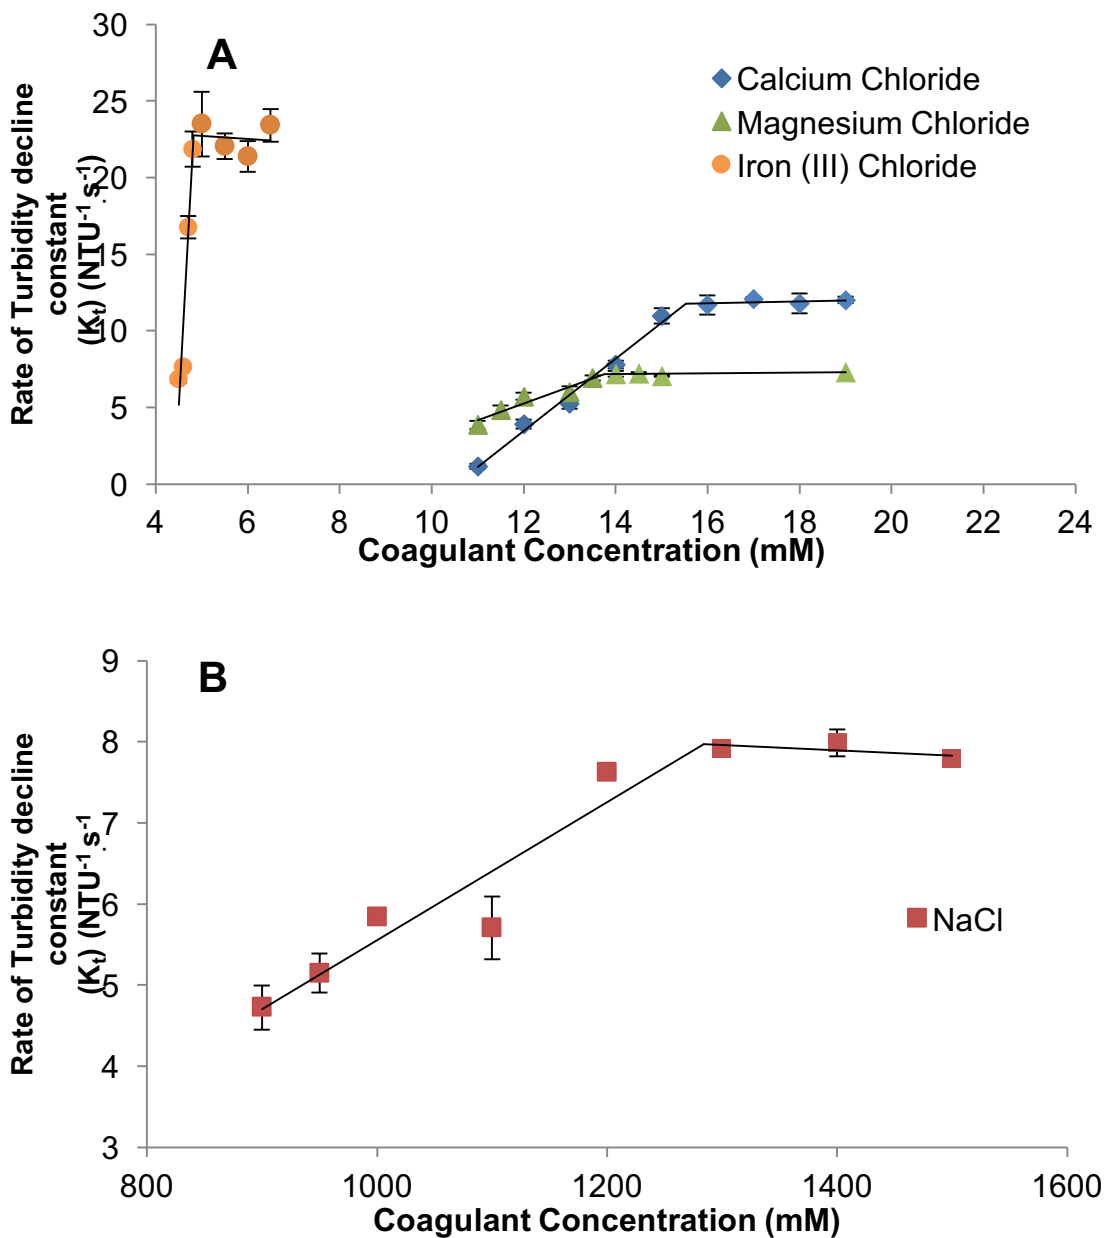 A
30
25
20
15
10
5
0
Rate of Turbidity decline
constant
(Kₜ) (NTU⁻¹ s⁻¹)
Calcium Chloride
Magnesium Chloride
Iron (III) Chloride
4 6 8 10 12 14 16 18 20 22 24
Coagulant Concentration (mM)
B
9
8
7
6
5
4
3
Rate of Turbidity decline
constant
(Kₜ) (NTU⁻¹ s⁻¹)
NaCl
800 1000 1200 1400 1600
Coagulant Concentration (mM)